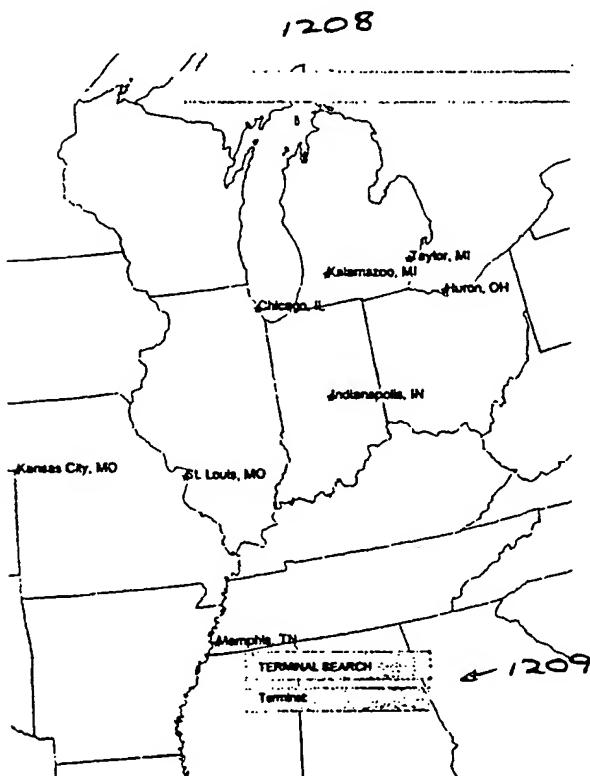 1208
Taylor, MI
Kalamazoo, MI
Huron, OH
Chicago, IL
Indianapolis, IN
Kansas City, MO
St. Louis, MO
Memphis, TN
TERMINAL SEARCH
1209
Terminal: